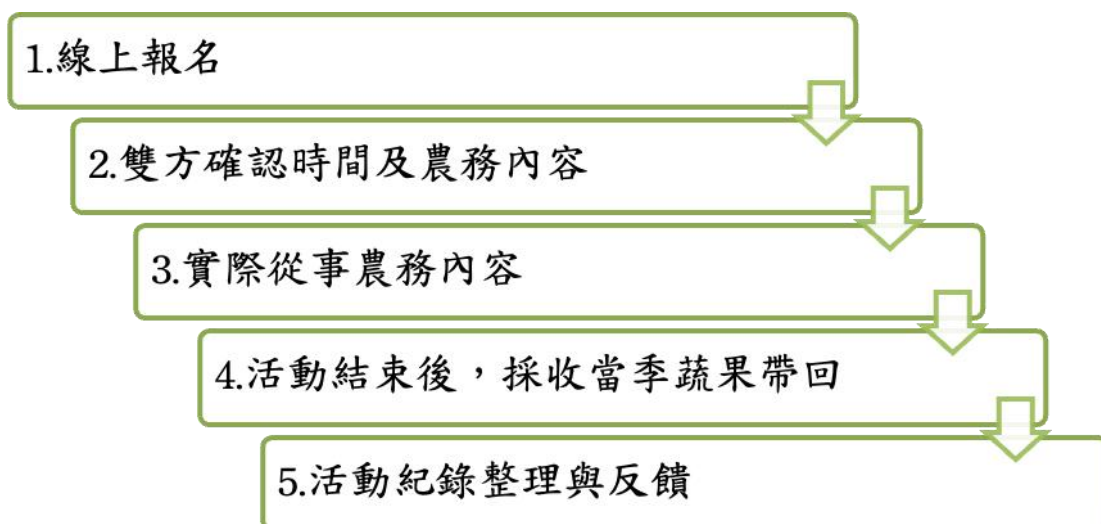 1.線上報名
2.雙方確認時間及農務內容
3.實際從事農務內容
4.活動結束後，採收當季蔬果帶回
5.活動紀錄整理與反饋